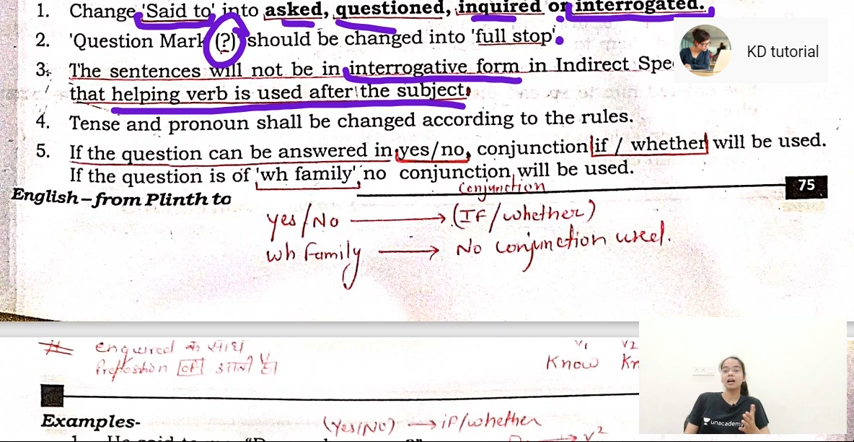 1. Change 'Said to' into asked, questioned, inquired or interrogated.
2. 'Question Mark (?) should be changed into 'full stop'.
3. The sentences will not be in interrogative form in Indirect Spe
that helping verb is used after the subject.
4. Tense and pronoun shall be changed according to the rules.
5. If the question can be answered in yes/no, conjunction if / whether will be used.
If the question is of 'wh family' no conjunction will be used.
KD tutorial
English–from Plinth to
75
conjunction
yes/No → (IF/whether)
wh Family → No conjunction used.
# enqwred के साथ
Prepostion of आती है
V1 V2
Know Kn
unacademy
Examples-
(Yes/No) → if/whether
V2